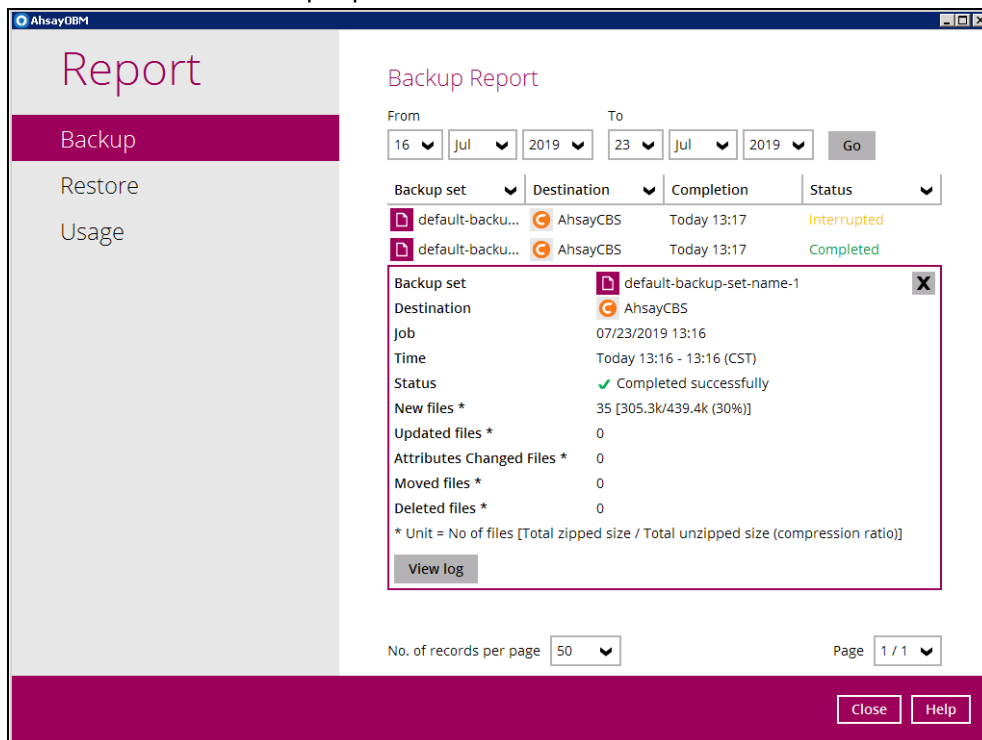 AhsayOBM
Report
Backup
Restore
Usage
Backup Report
From To
16 Jul 2019 23 Jul 2019 Go
Backup set Destination Completion Status
default-backu... AhsayCBS Today 13:17 Interrupted
default-backu... AhsayCBS Today 13:17 Completed
Backup set default-backup-set-name-1 X
Destination AhsayCBS
Job 07/23/2019 13:16
Time Today 13:16 - 13:16 (CST)
Status Completed successfully
New files * 35 [305.3k/439.4k (30%)]
Updated files * 0
Attributes Changed Files * 0
Moved files * 0
Deleted files * 0
* Unit = No of files [Total zipped size / Total unzipped size (compression ratio)]
View log
No. of records per page 50 Page 1 / 1
Close Help